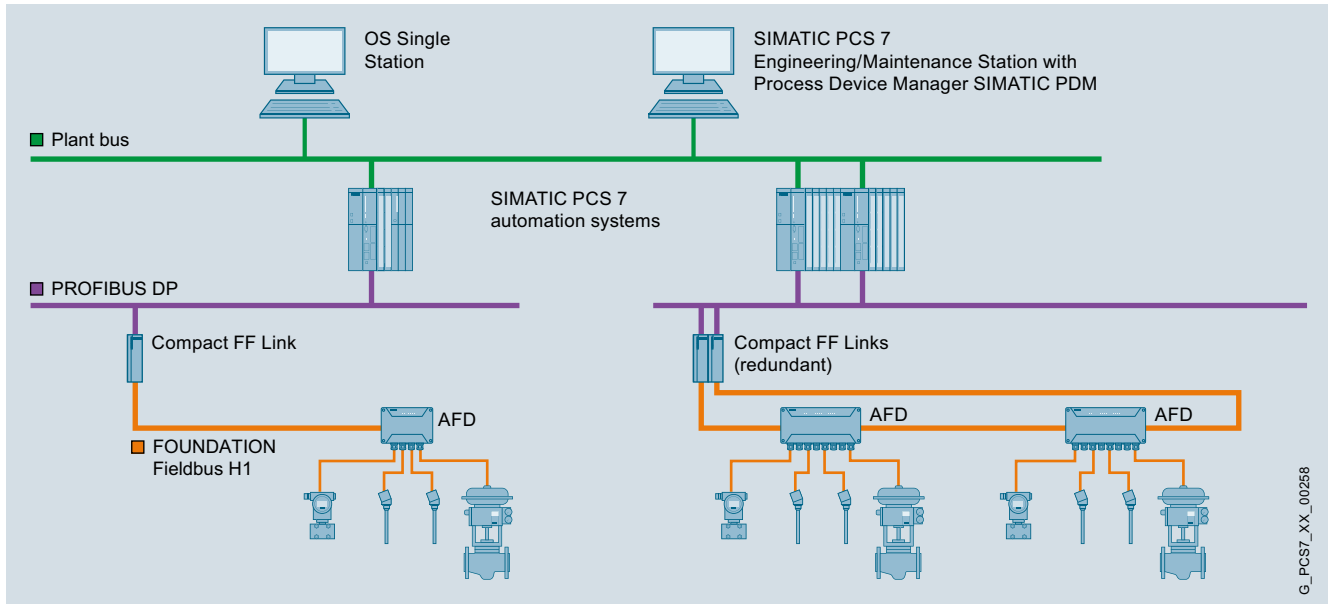 OS Single
Station
SIMATIC PCS 7
Engineering/Maintenance Station with
Process Device Manager SIMATIC PDM
Plant bus
SIMATIC PCS 7
automation systems
PROFIBUS DP
Compact FF Link
Compact FF Links
(redundant)
AFD
AFD
AFD
FOUNDATION
Fieldbus H1
G_PCS7_XX_00258